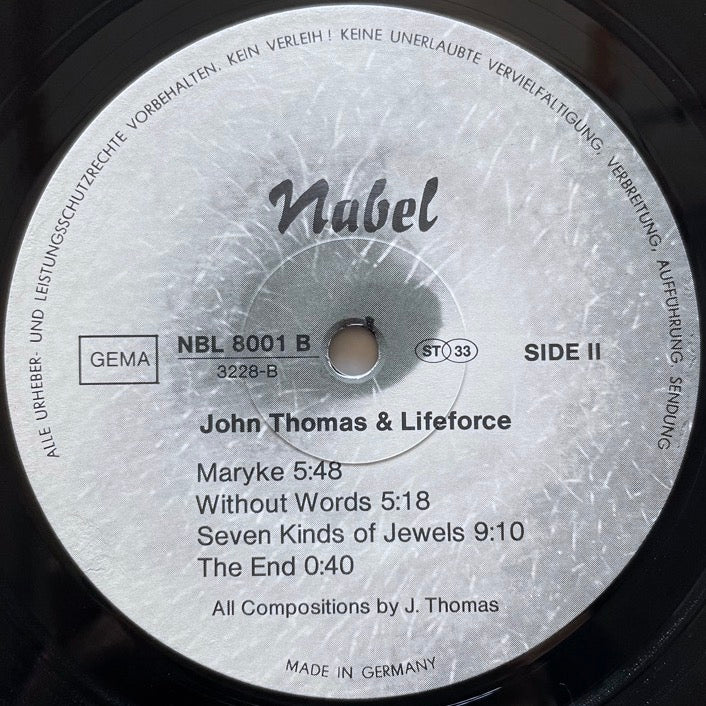 ALLE URHEBER- UND LEISTUNGSSCHUTZRECHTE VORBEHALTEN. KEIN VERLEIH! KEINE UNERLAUBTE VERVIELFÄLTIGUNG, VERBREITUNG, AUFFÜHRUNG, SENDUNG
Nabel
GEMA
NBL 8001 B
3228-B
ST 33
SIDE II
John Thomas & Lifeforce
Maryke 5:48
Without Words 5:18
Seven Kinds of Jewels 9:10
The End 0:40
All Compositions by J. Thomas
MADE IN GERMANY